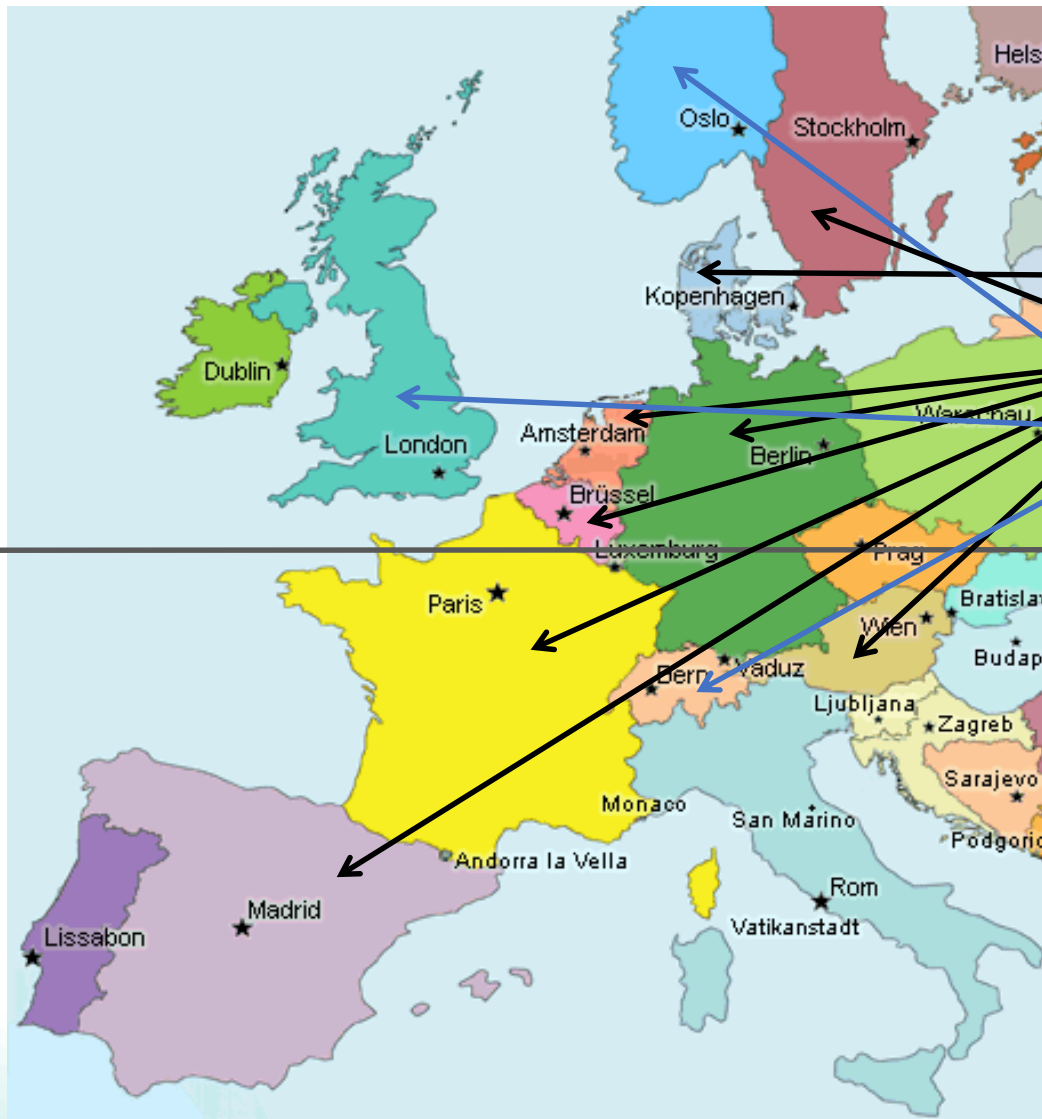 Hels
Oslo
Stockholm
Kopenhagen
Dublin
Warschau
Amsterdam
London
Berlin
Brüssel
Luxemburg
Prag
Paris
Bratislav
Wien
Budap
Bern
Vaduz
Ljubljana
Zagreb
Sarajevo
Monaco
San Marino
Podgoric
Andorra la Vella
Rom
Madrid
Vatikanstadt
Lissabon